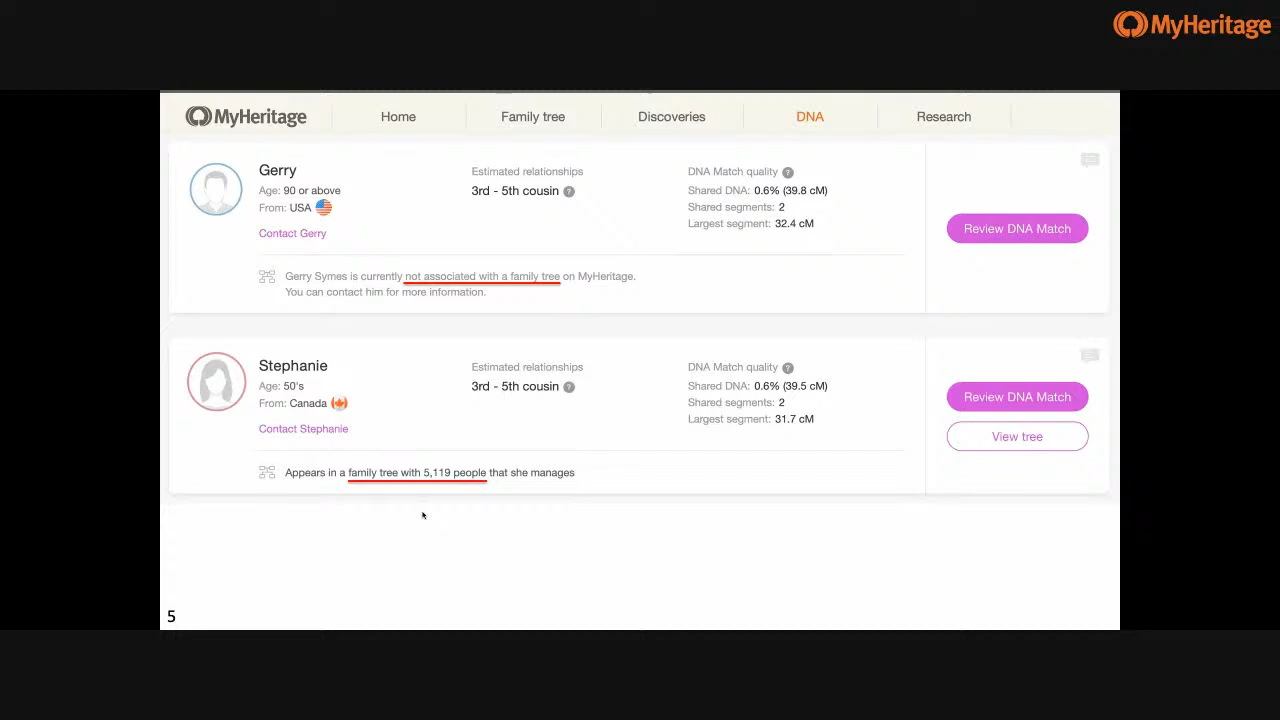 MyHeritage
MyHeritage Home Family tree Discoveries DNA Research
Gerry
Age: 90 or above
From: USA
Contact Gerry
Estimated relationships
3rd - 5th cousin ?
DNA Match quality ?
Shared DNA: 0.6% (39.8 cM)
Shared segments: 2
Largest segment: 32.4 cM
Review DNA Match
Gerry Symes is currently not associated with a family tree on MyHeritage.
You can contact him for more information.
Stephanie
Age: 50's
From: Canada
Contact Stephanie
Estimated relationships
3rd - 5th cousin ?
DNA Match quality ?
Shared DNA: 0.6% (39.5 cM)
Shared segments: 2
Largest segment: 31.7 cM
Review DNA Match
View tree
Appears in a family tree with 5,119 people that she manages
5